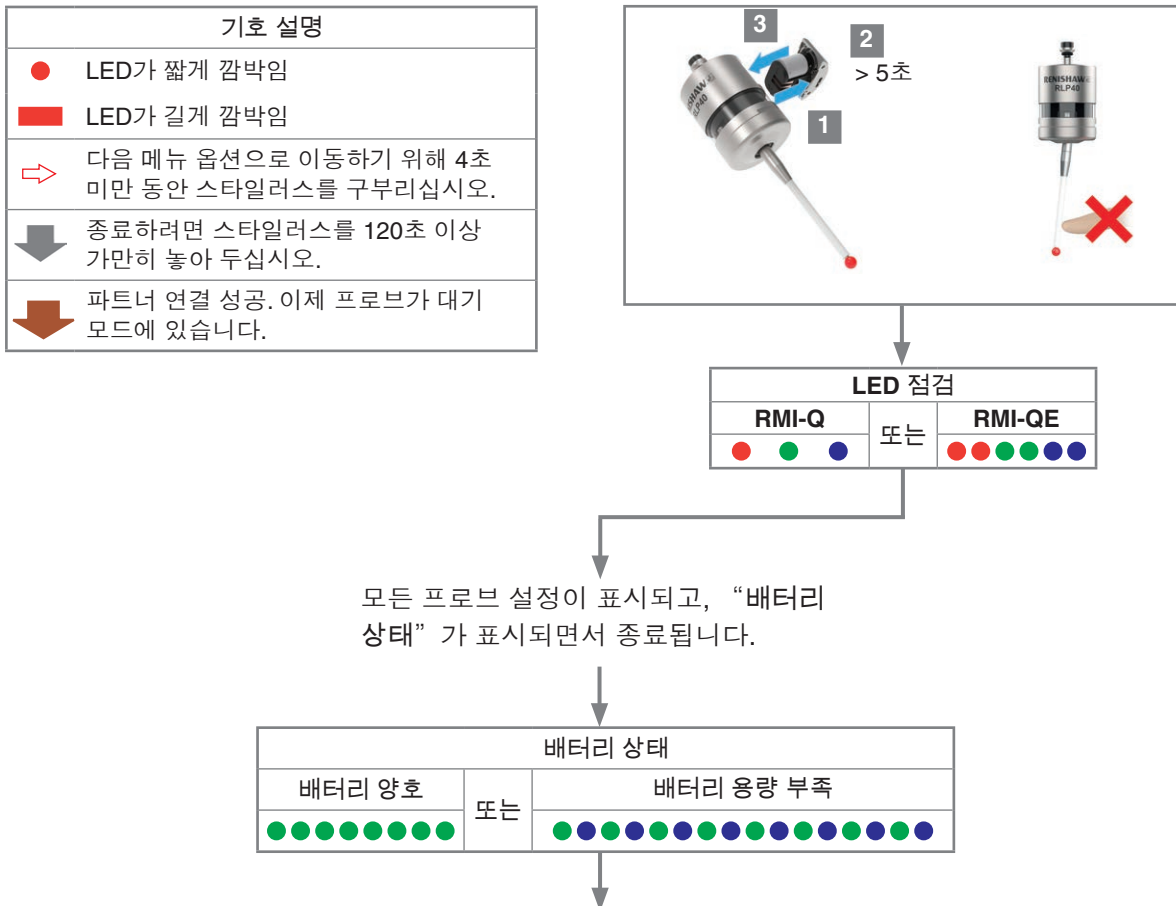 기호 설명
LED가 짧게 깜박임
LED가 길게 깜박임
다음 메뉴 옵션으로 이동하기 위해 4초
미만 동안 스타일러스를 구부리십시오.
종료하려면 스타일러스를 120초 이상
가만히 놓아 두십시오.
파트너 연결 성공. 이제 프로브가 대기
모드에 있습니다.
3
2
> 5초
1
RENISHAW
RLP40
RENISHAW
RLP40
LED 점검
RMI-Q
또는
RMI-QE
모든 프로브 설정이 표시되고, “배터리
상태” 가 표시되면서 종료됩니다.
배터리 상태
배터리 양호
또는
배터리 용량 부족